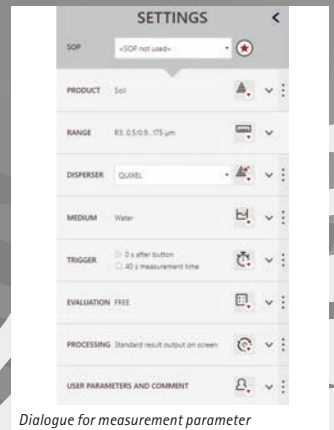 SETTINGS
SOP <SOP not used>
PRODUCT Soil
RANGE R3: 0.5/0.9...175 µm
DISPERSER QUIXEL
MEDIUM Water
TRIGGER 0 s after button
40 s measurement time
EVALUATION FREE
PROCESSING Standard result output on screen
USER PARAMETERS AND COMMENT
Dialogue for measurement parameter